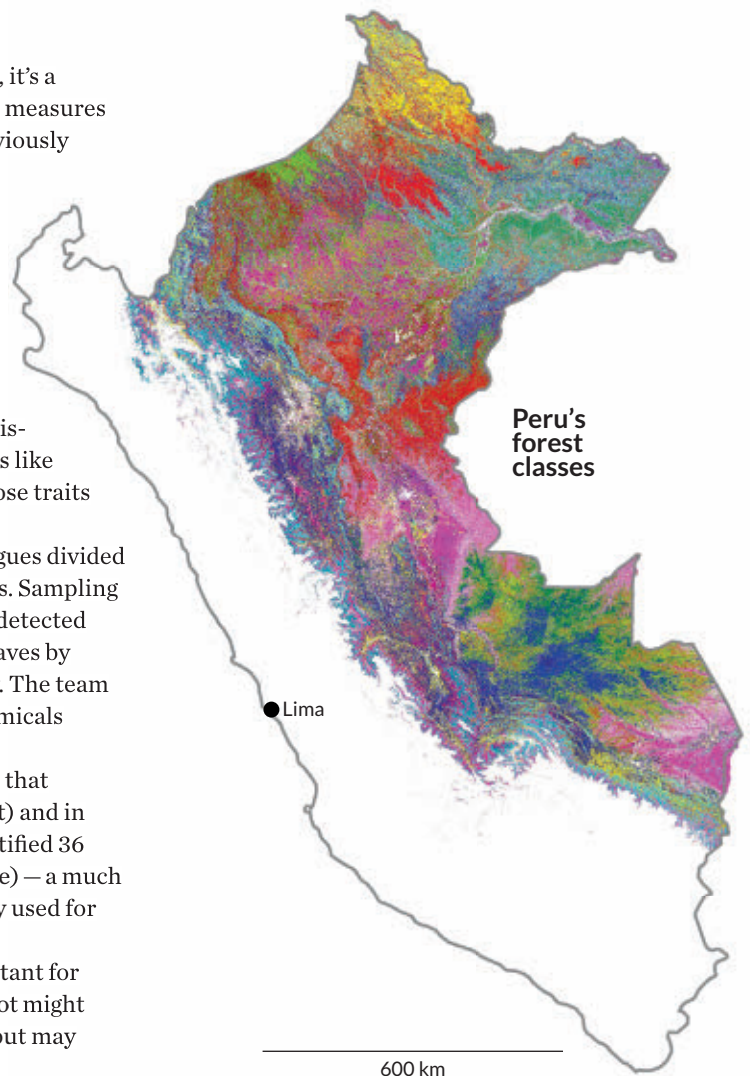 , it’s a
measures
viously
is-
s like
ose traits
gues divided
s. Sampling
detected
aves by
. The team
micals
that
t) and in
tified 36
e) — a much
y used for
tant for
ot might
out may
Peru’s
forest
classes
Lima
600 km